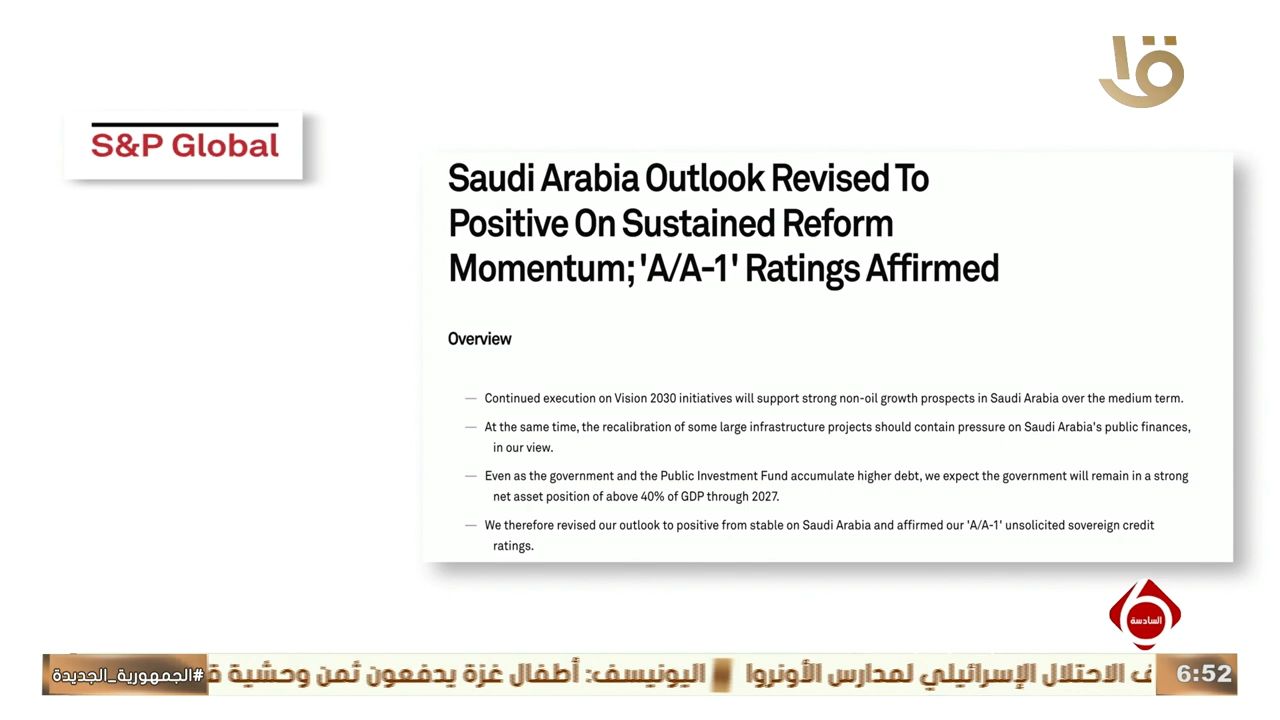 S&P Global
Saudi Arabia Outlook Revised To
Positive On Sustained Reform
Momentum; 'A/A-1' Ratings Affirmed
Overview
— Continued execution on Vision 2030 initiatives will support strong non-oil growth prospects in Saudi Arabia over the medium term.
— At the same time, the recalibration of some large infrastructure projects should contain pressure on Saudi Arabia's public finances,
in our view.
— Even as the government and the Public Investment Fund accumulate higher debt, we expect the government will remain in a strong
net asset position of above 40% of GDP through 2027.
— We therefore revised our outlook to positive from stable on Saudi Arabia and affirmed our 'A/A-1' unsolicited sovereign credit
ratings.
السادسة
الاحتلال الإسرائيلي لمدارس الأونروا اليونيسف: أطفال غزة يدفعون ثمن وحشية
#الجمهورية_الجديدة
6:52